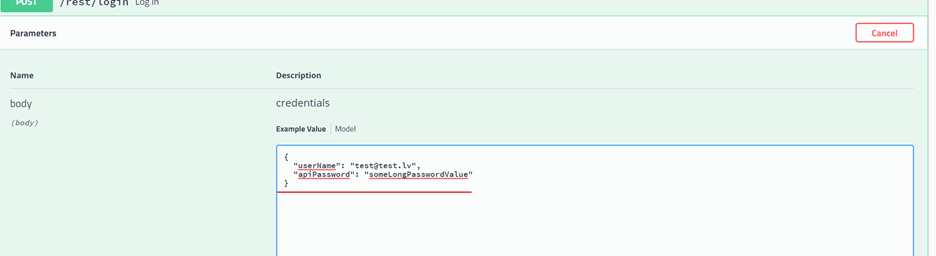 POST /rest/login Log in
Parameters Cancel
Name Description
body credentials
(body)
Example Value Model
{
"userName": "test@test.lv",
"apiPassword": "someLongPasswordValue"
}